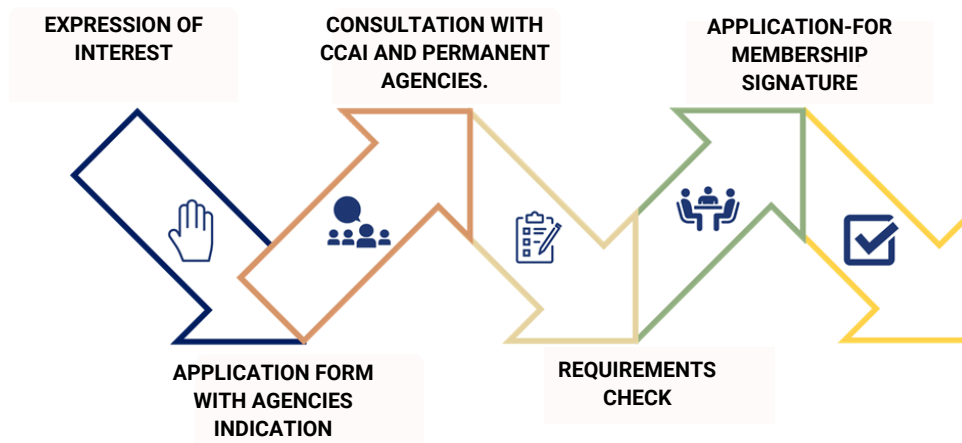 EXPRESSION OF
INTEREST
CONSULTATION WITH
CCAI AND PERMANENT
AGENCIES.
APPLICATION-FOR
MEMBERSHIP
SIGNATURE
APPLICATION FORM
WITH AGENCIES
INDICATION
REQUIREMENTS
CHECK